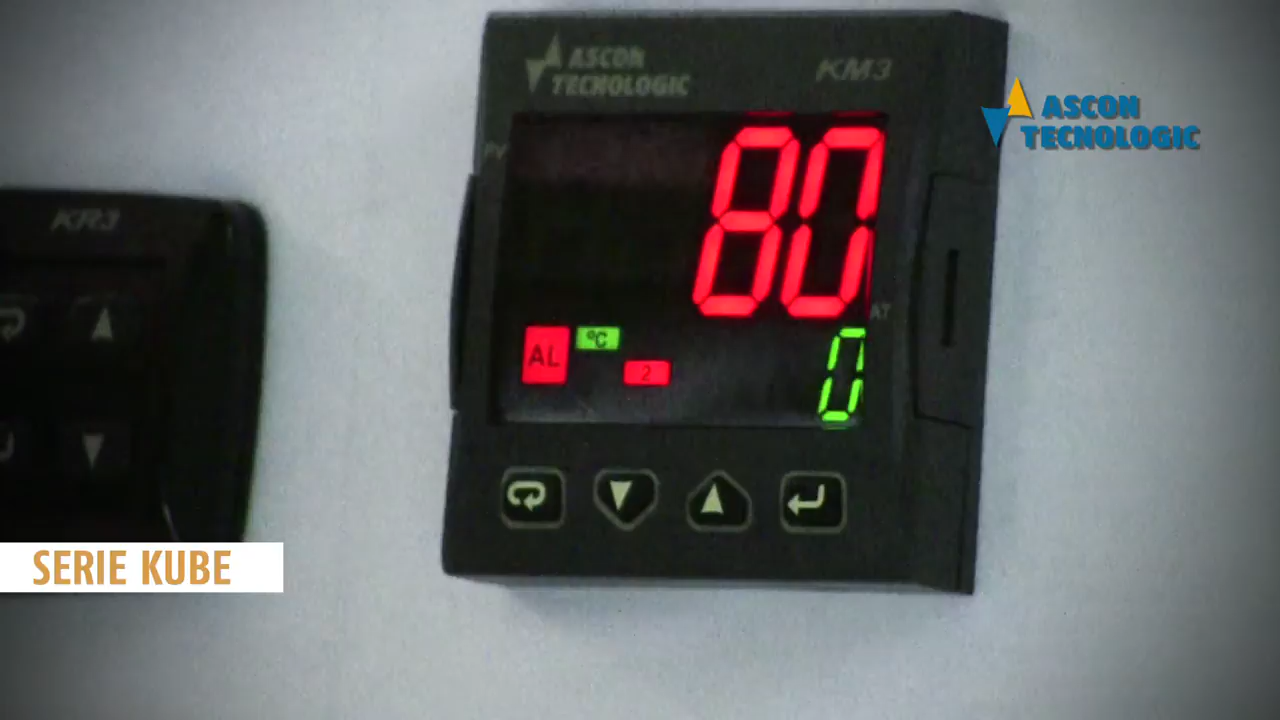 ASCON
TECNOLOGIC
KM3
ASCON
TECNOLOGIC
PV
80
KR3
AT
AL
°C
2
0
SERIE KUBE